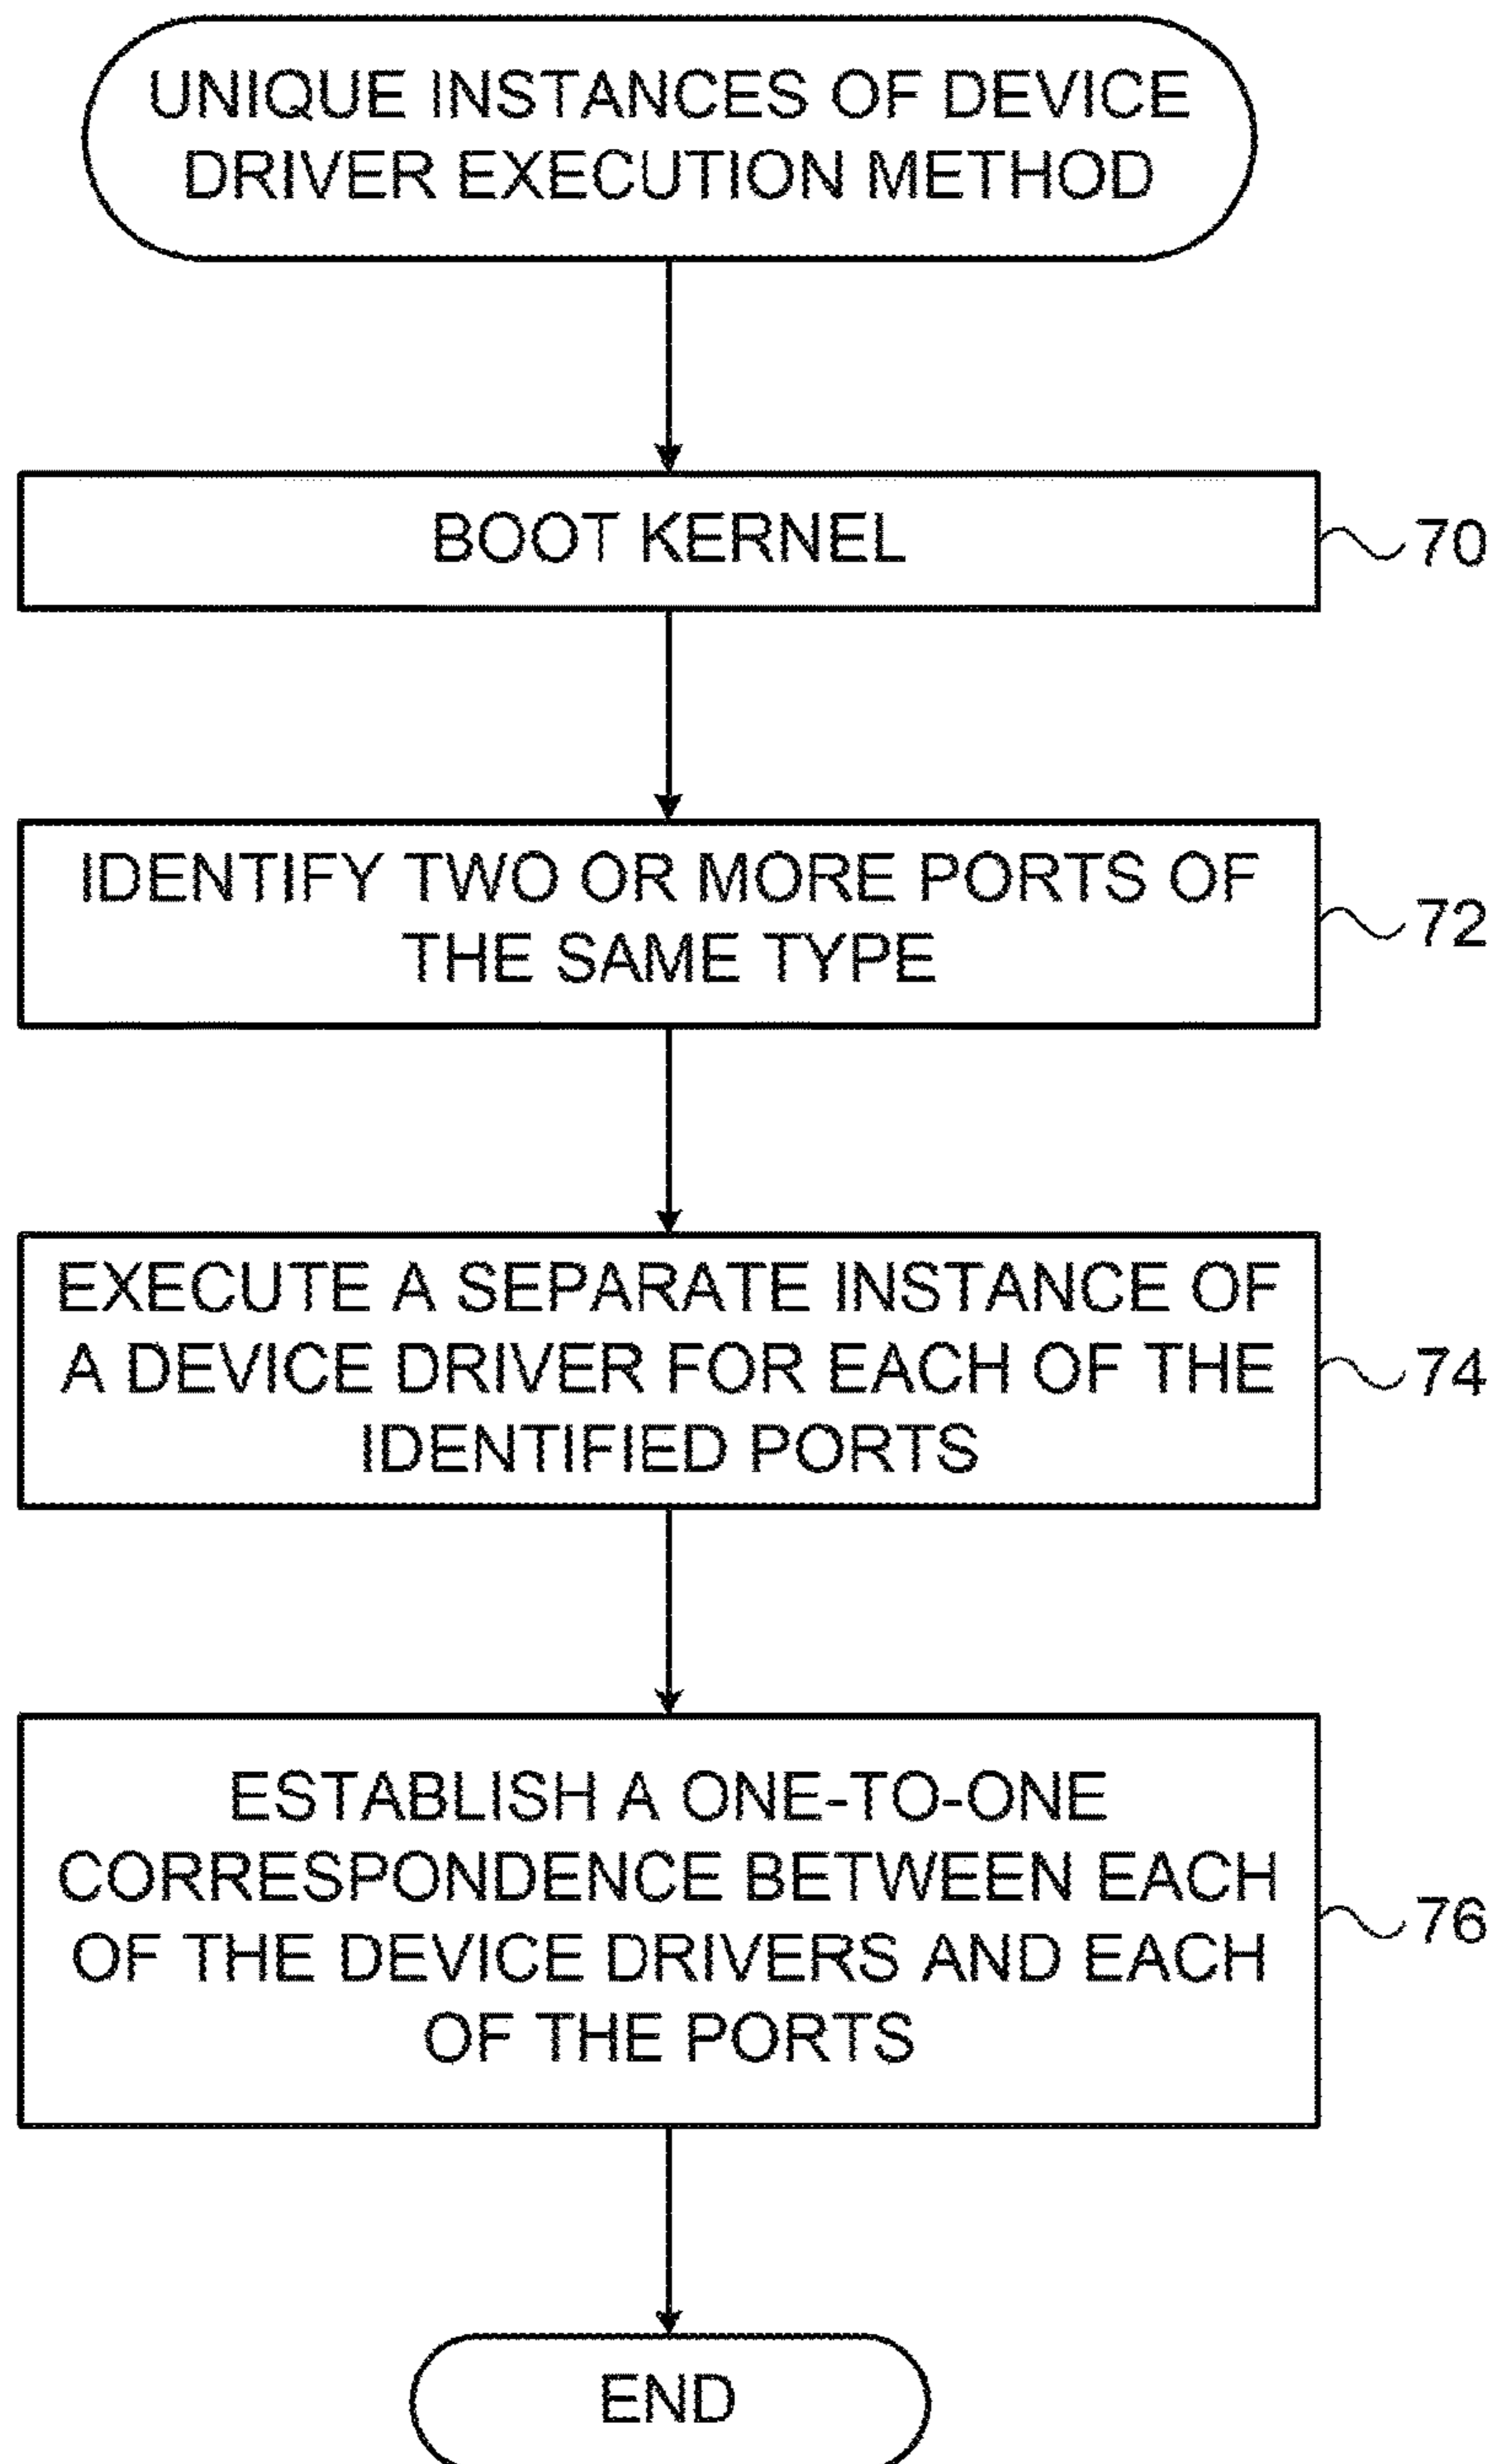 UNIQUE INSTANCES OF DEVICE
DRIVER EXECUTION METHOD
BOOT KERNEL
70
IDENTIFY TWO OR MORE PORTS OF
THE SAME TYPE
72
EXECUTE A SEPARATE INSTANCE OF
A DEVICE DRIVER FOR EACH OF THE
IDENTIFIED PORTS
74
ESTABLISH A ONE-TO-ONE
CORRESPONDENCE BETWEEN EACH
OF THE DEVICE DRIVERS AND EACH
OF THE PORTS
76
END